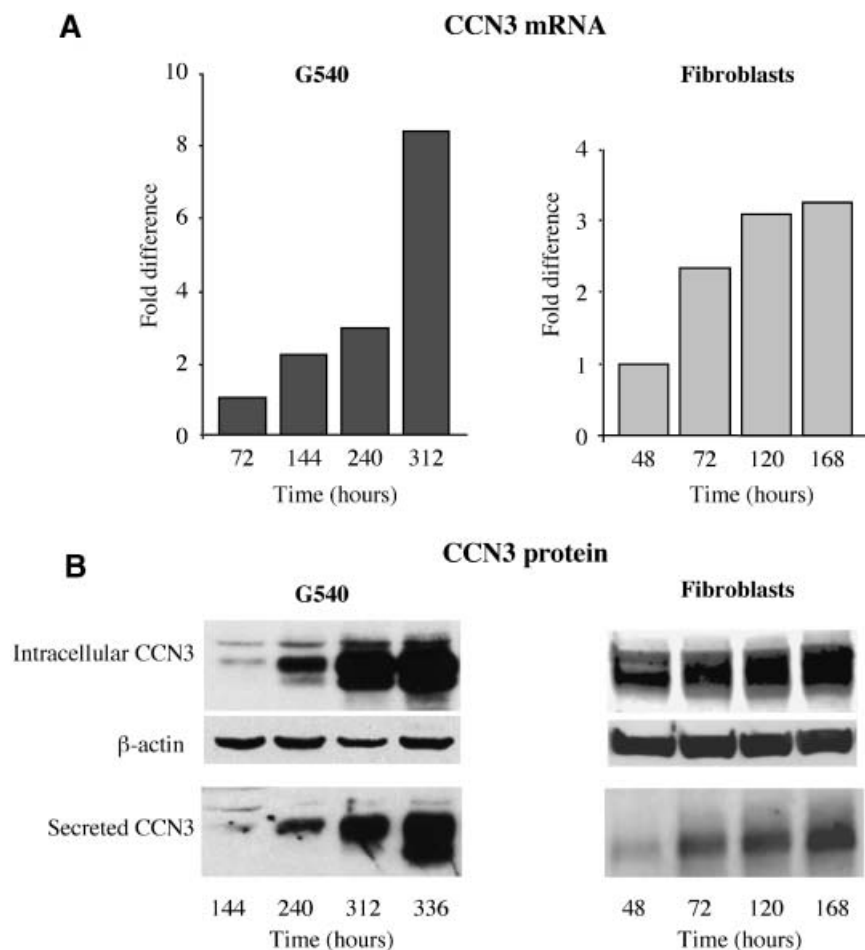 A
CCN3 mRNA
G540
Fold difference
10
8
6
4
2
0
72 144 240 312
Time (hours)
Fibroblasts
Fold difference
4
3
2
1
0
48 72 120 168
Time (hours)
B
CCN3 protein
G540
Fibroblasts
Intracellular CCN3
β-actin
Secreted CCN3
144 240 312 336
Time (hours)
48 72 120 168
Time (hours)